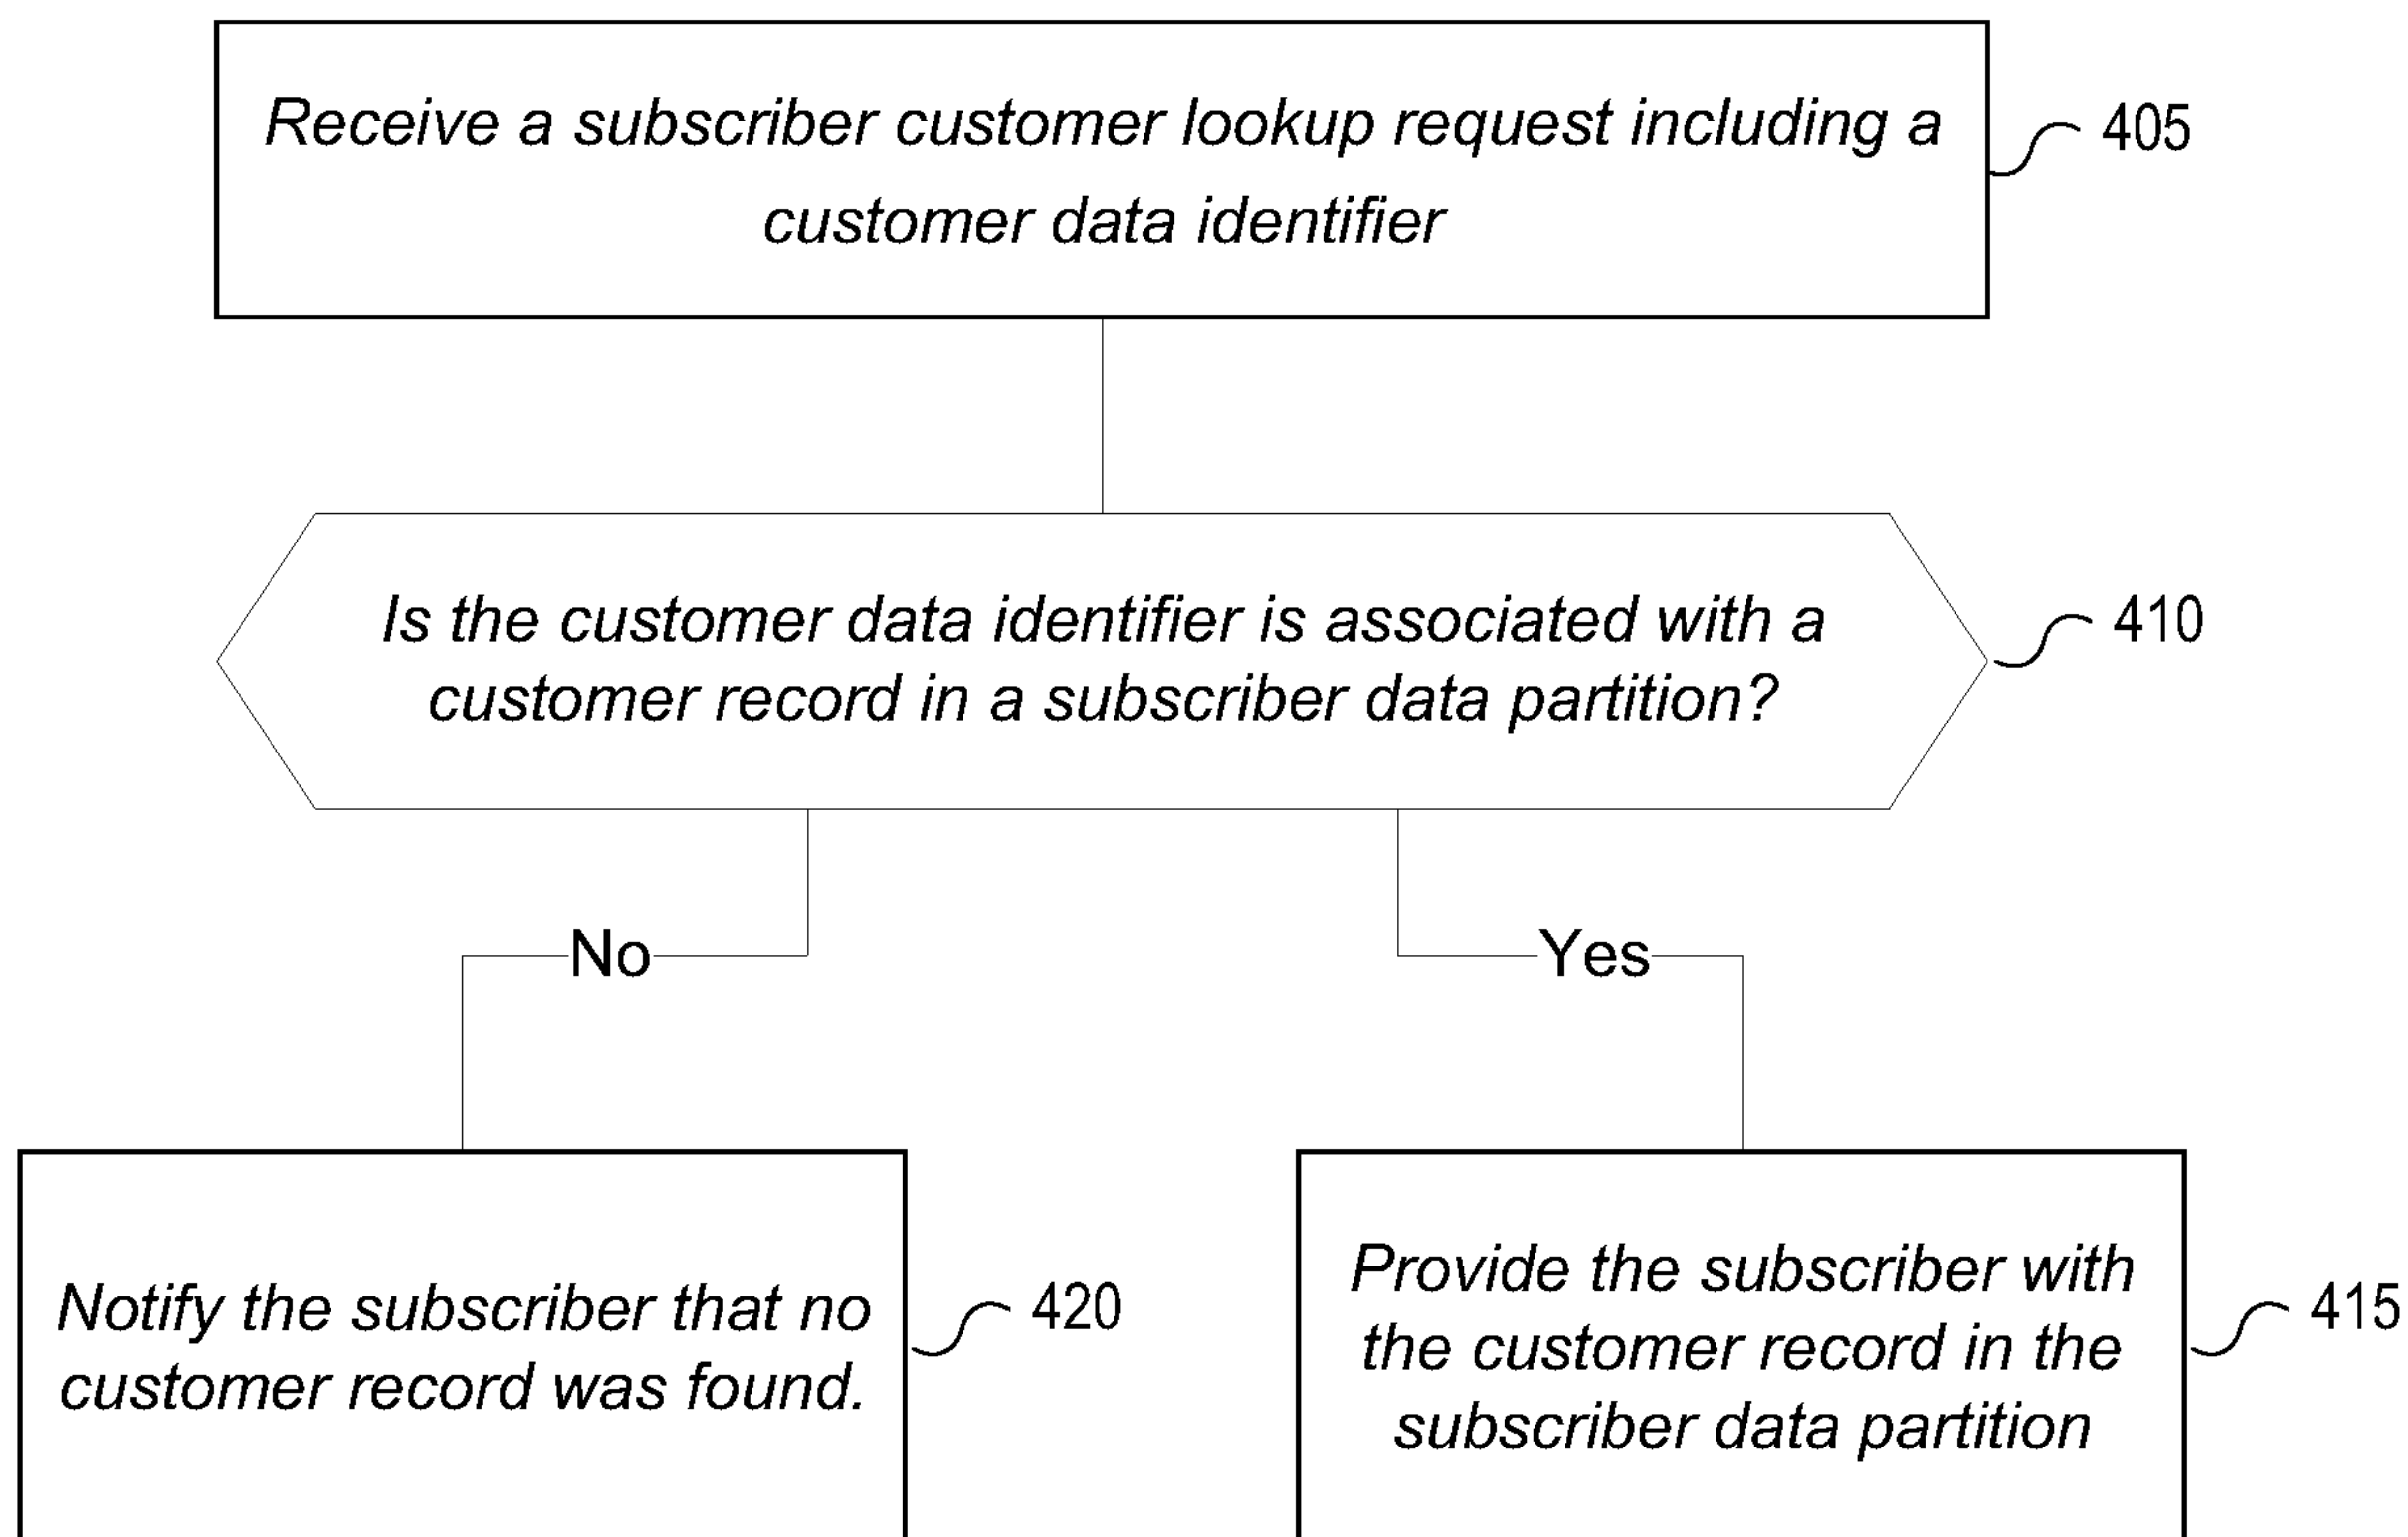 Receive a subscriber customer lookup request including a
customer data identifier
405
Is the customer data identifier is associated with a
customer record in a subscriber data partition?
410
No
Yes
Notify the subscriber that no
customer record was found.
420
Provide the subscriber with
the customer record in the
subscriber data partition
415